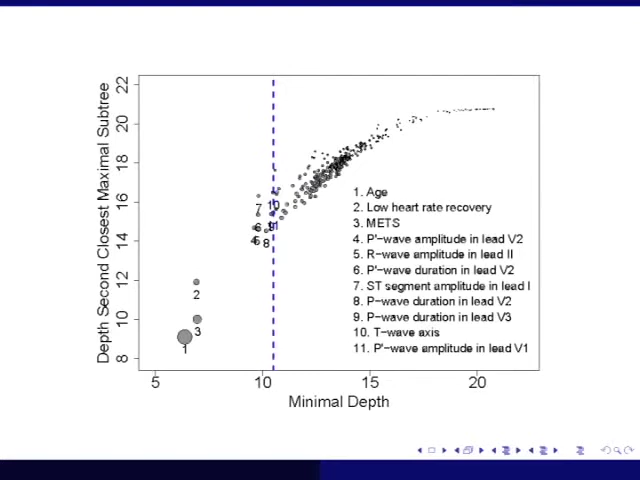 Depth Second Closest Maximal Subtree
22
20
18
16
14
12
10
8
5
10
15
20
Minimal Depth
1
2
3
4
5
6
7
8
9
10
11
1. Age
2. Low heart rate recovery
3. METS
4. P'-wave amplitude in lead V2
5. R-wave amplitude in lead II
6. P'-wave duration in lead V2
7. ST segment amplitude in lead I
8. P-wave duration in lead V2
9. P-wave duration in lead V3
10. T-wave axis
11. P'-wave amplitude in lead V1